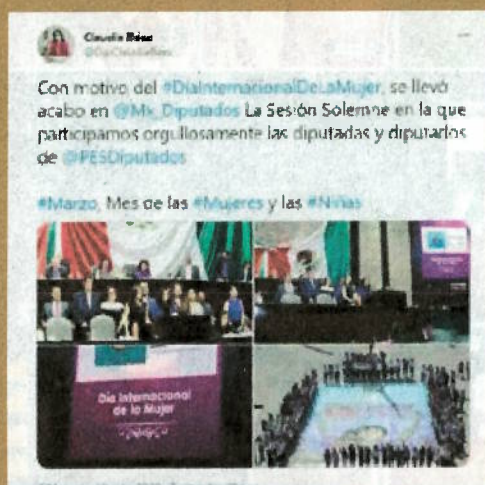 Claudia Báez
Con motivo del #DiaInternacionalDeLaMujer, se llevó
acabo en @Mx_Diputados La Sesión Solemne en la que
participamos orgullosamente las diputadas y diputados
de @PESDiputados
#Marzo, Mes de las #Mujeres y las #Niñas
Día Internacional
de la Mujer